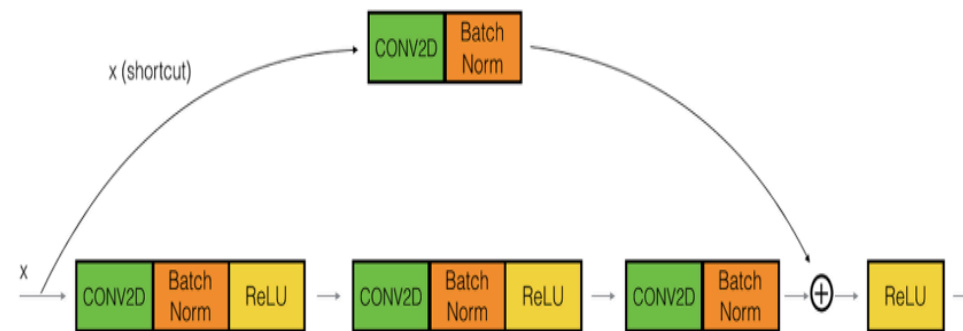 CONV2D
Batch
Norm
x (shortcut)
x
CONV2D
Batch
Norm
ReLU
CONV2D
Batch
Norm
ReLU
CONV2D
Batch
Norm
+
ReLU